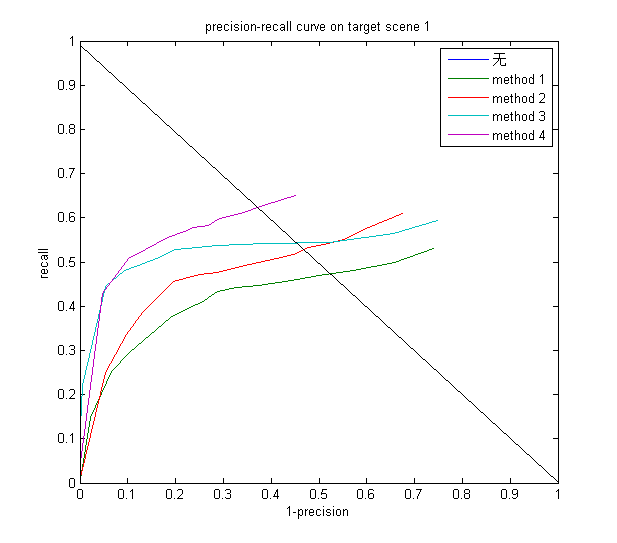 precision-recall curve on target scene 1
1
0.9
0.8
0.7
0.6
0.5
0.4
0.3
0.2
0.1
0
recall
无
method 1
method 2
method 3
method 4
0 0.1 0.2 0.3 0.4 0.5 0.6 0.7 0.8 0.9 1
1-precision